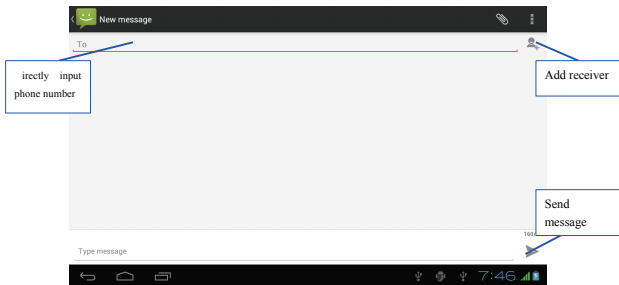 New message
To
irectly input
phone number
Add receiver
Send
message
160/
Type message
7:46